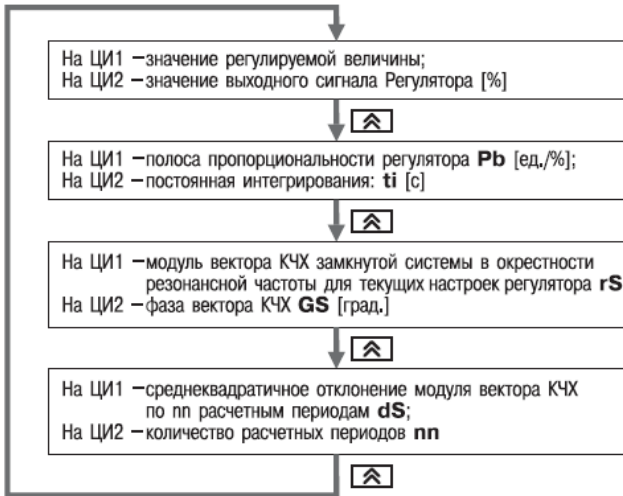 На ЦИ1 –значение регулируемой величины;
На ЦИ2 –значение выходного сигнала Регулятора [%]
На ЦИ1 –полоса пропорциональности регулятора Pb [ед./%];
На ЦИ2 –постоянная интегрирования: ti [с]
На ЦИ1 –модуль вектора КЧХ замкнутой системы в окрестности
резонансной частоты для текущих настроек регулятора rS
На ЦИ2 –фаза вектора КЧХ GS [град.]
На ЦИ1 –среднеквадратичное отклонение модуля вектора КЧХ
по nn расчетным периодам dS;
На ЦИ2 –количество расчетных периодов nn